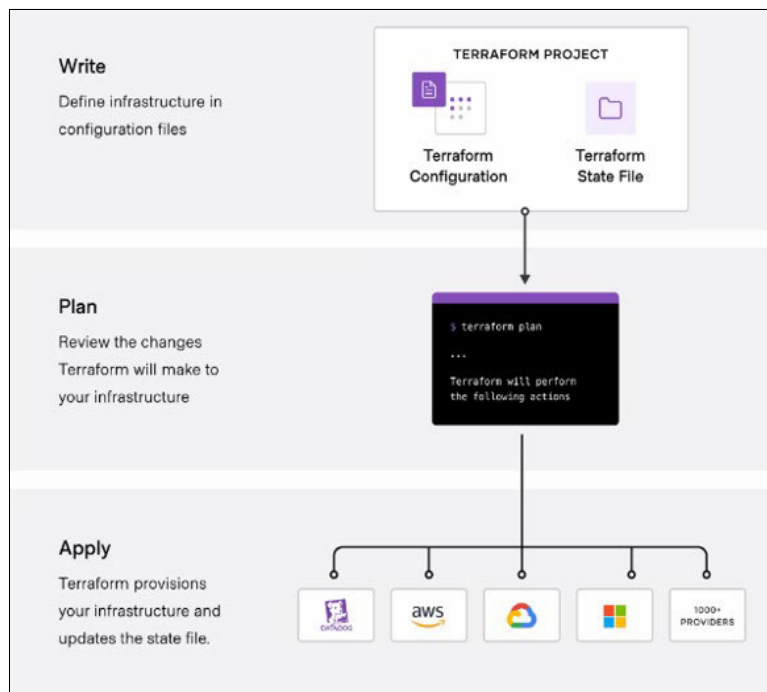 Write
Define infrastructure in
configuration files
TERRAFORM PROJECT
Terraform
Configuration
Terraform
State File
Plan
Review the changes
Terraform will make to
your infrastructure
$ terraform plan
...
Terraform will perform
the following actions
Apply
Terraform provisions
your infrastructure and
updates the state file.
DATADOG
aws
1000+
PROVIDERS